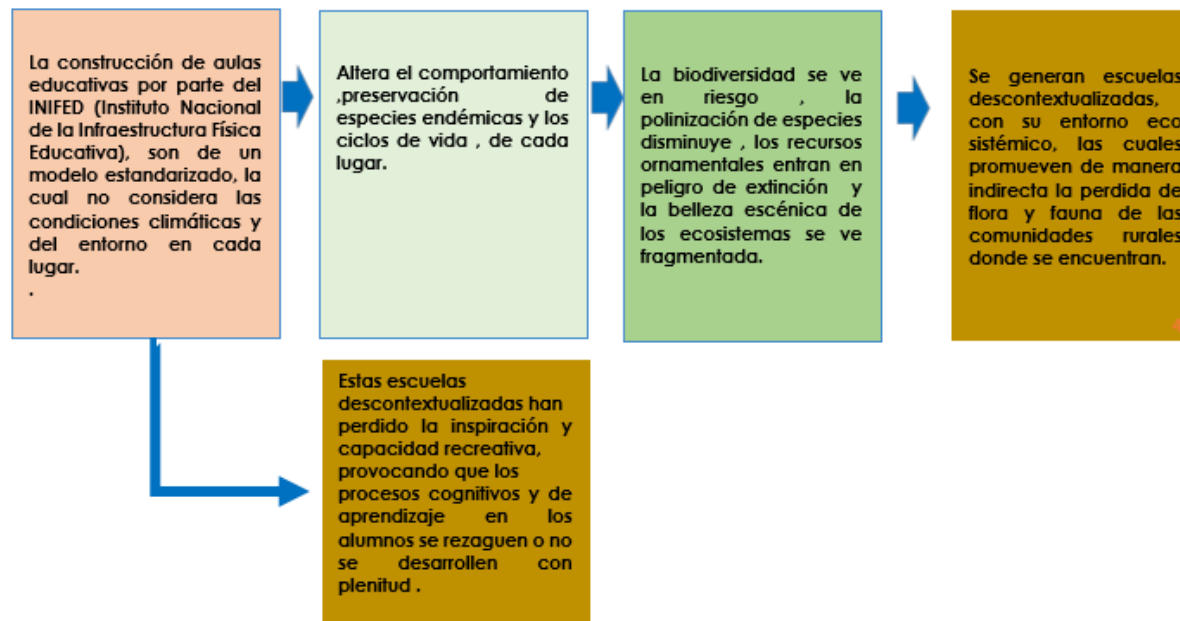 La construcción de aulas
educativas por parte del
INIFED (Instituto Nacional
de la Infraestructura Física
Educativa), son de un
modelo estandarizado, la
cual no considera las
condiciones climáticas y
del entorno en cada
lugar.
.
Altera el comportamiento
,preservación de
especies endémicas y los
ciclos de vida , de cada
lugar.
La biodiversidad se ve
en riesgo , la
polinización de especies
disminuye , los recursos
ornamentales entran en
peligro de extinción y
la belleza escénica de
los ecosistemas se ve
fragmentada.
Se generan escuelas
descontextualizadas,
con su entorno eco
sistémico, las cuales
promueven de manera
indirecta la perdida de
flora y fauna de las
comunidades rurales
donde se encuentran.
Estas escuelas
descontextualizadas han
perdido la inspiración y
capacidad recreativa,
provocando que los
procesos cognitivos y de
aprendizaje en los
alumnos se rezaguen o no
se desarrollen con
plenitud .